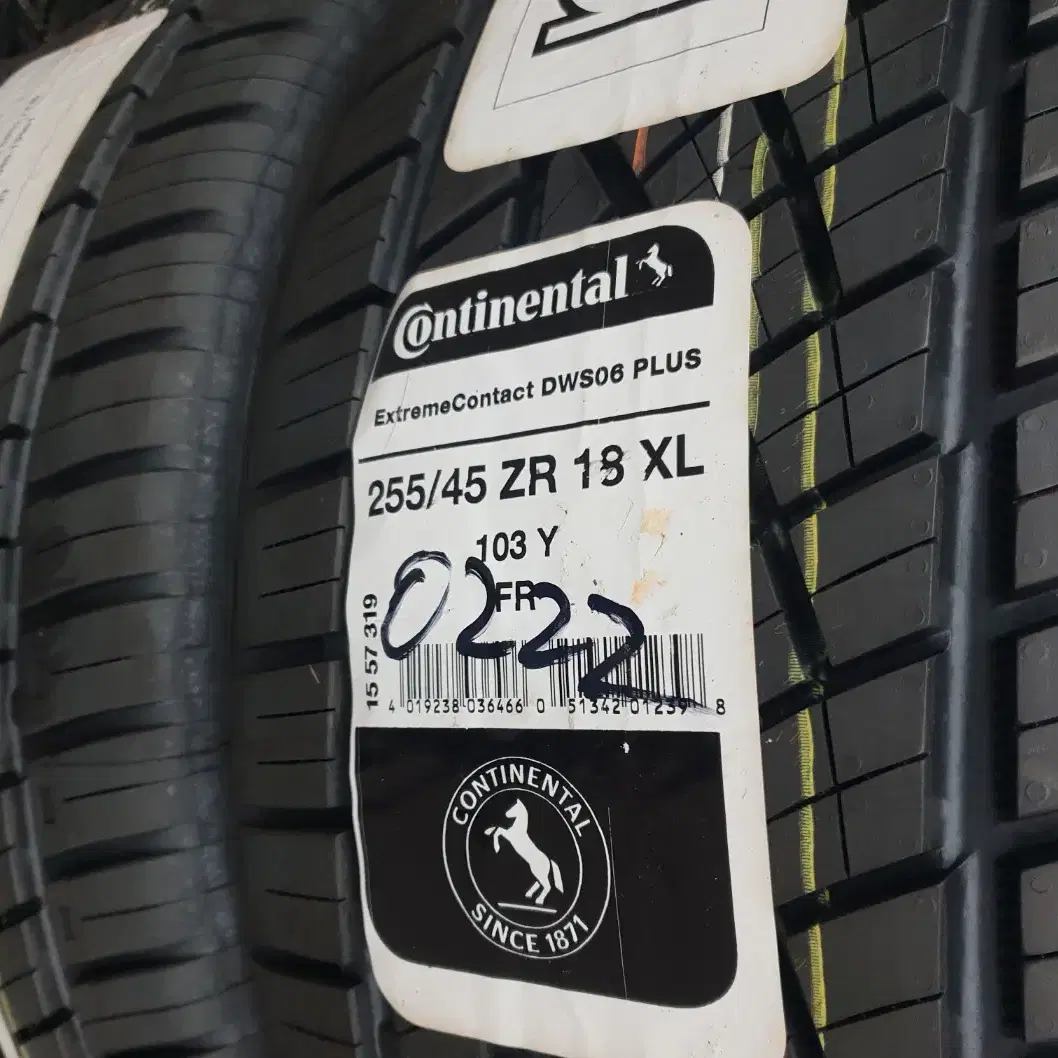 Continental
ExtremeContact DWS06 PLUS
255/45 ZR 18 XL
103 Y
FR
0222
15 57 319
4 019238 036466 0 51342 01239 8
CONTINENTAL
SINCE 1871